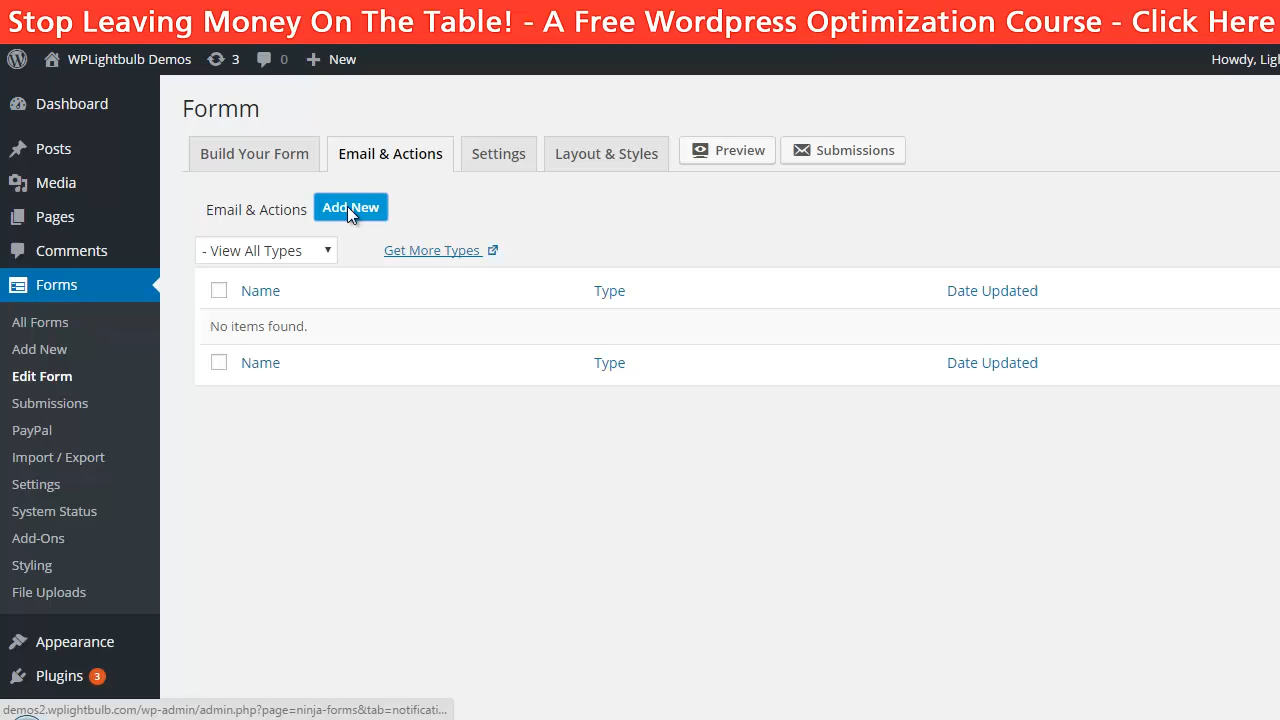 Stop Leaving Money On The Table! - A Free Wordpress Optimization Course - Click Here
WPLightbulb Demos 3 0 New Howdy, Ligh
Dashboard
Posts
Media
Pages
Comments
Forms
All Forms
Add New
Edit Form
Submissions
PayPal
Import / Export
Settings
System Status
Add-Ons
Styling
File Uploads
Appearance
Plugins 3
Formm
Build Your Form Email & Actions Settings Layout & Styles Preview Submissions
Email & Actions Add New
- View All Types Get More Types
Name Type Date Updated
No items found.
Name Type Date Updated
demos2.wplightbulb.com/wp-admin/admin.php?page=ninja-forms&tab=notificati...